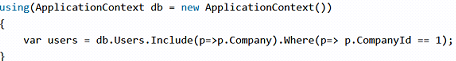 using(ApplicationContext db = new ApplicationContext())
{
    var users = db.Users.Include(p=>p.Company).Where(p=> p.CompanyId == 1);
}